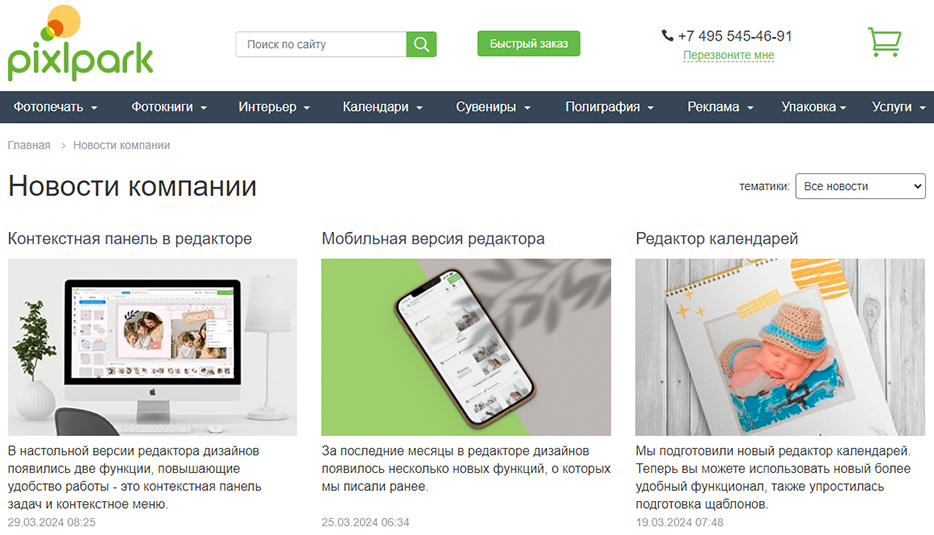 pixlpark
Поиск по сайту
Быстрый заказ
+7 495 545-46-91
Перезвоните мне
Фотопечать Фотокниги Интерьер Календари Сувениры Полиграфия Реклама Упаковка Услуги
Главная > Новости компании
Новости компании
тематики: Все новости
Контекстная панель в редакторе
В настольной версии редактора дизайнов
появились две функции, повышающие
удобство работы - это контекстная панель
задач и контекстное меню.
29.03.2024 08:25
Мобильная версия редактора
За последние месяцы в редакторе дизайнов
появилось несколько новых функций, о которых
мы писали ранее.
25.03.2024 06:34
Редактор календарей
Мы подготовили новый редактор календарей.
Теперь вы можете использовать новый более
удобный функционал, также упростилась
подготовка шаблонов.
19.03.2024 07:48